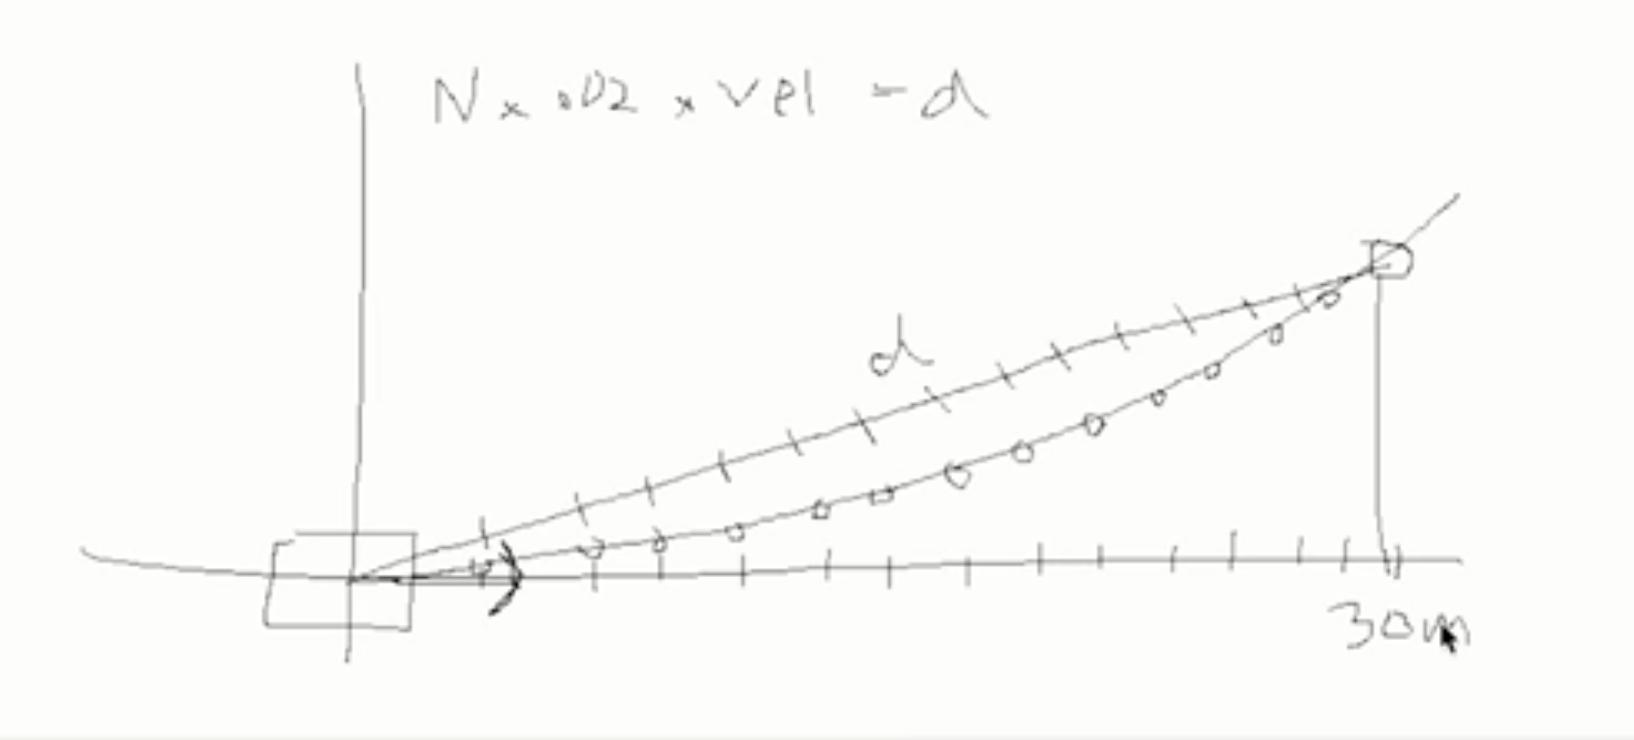 N x .02 x vel = d
d
30m